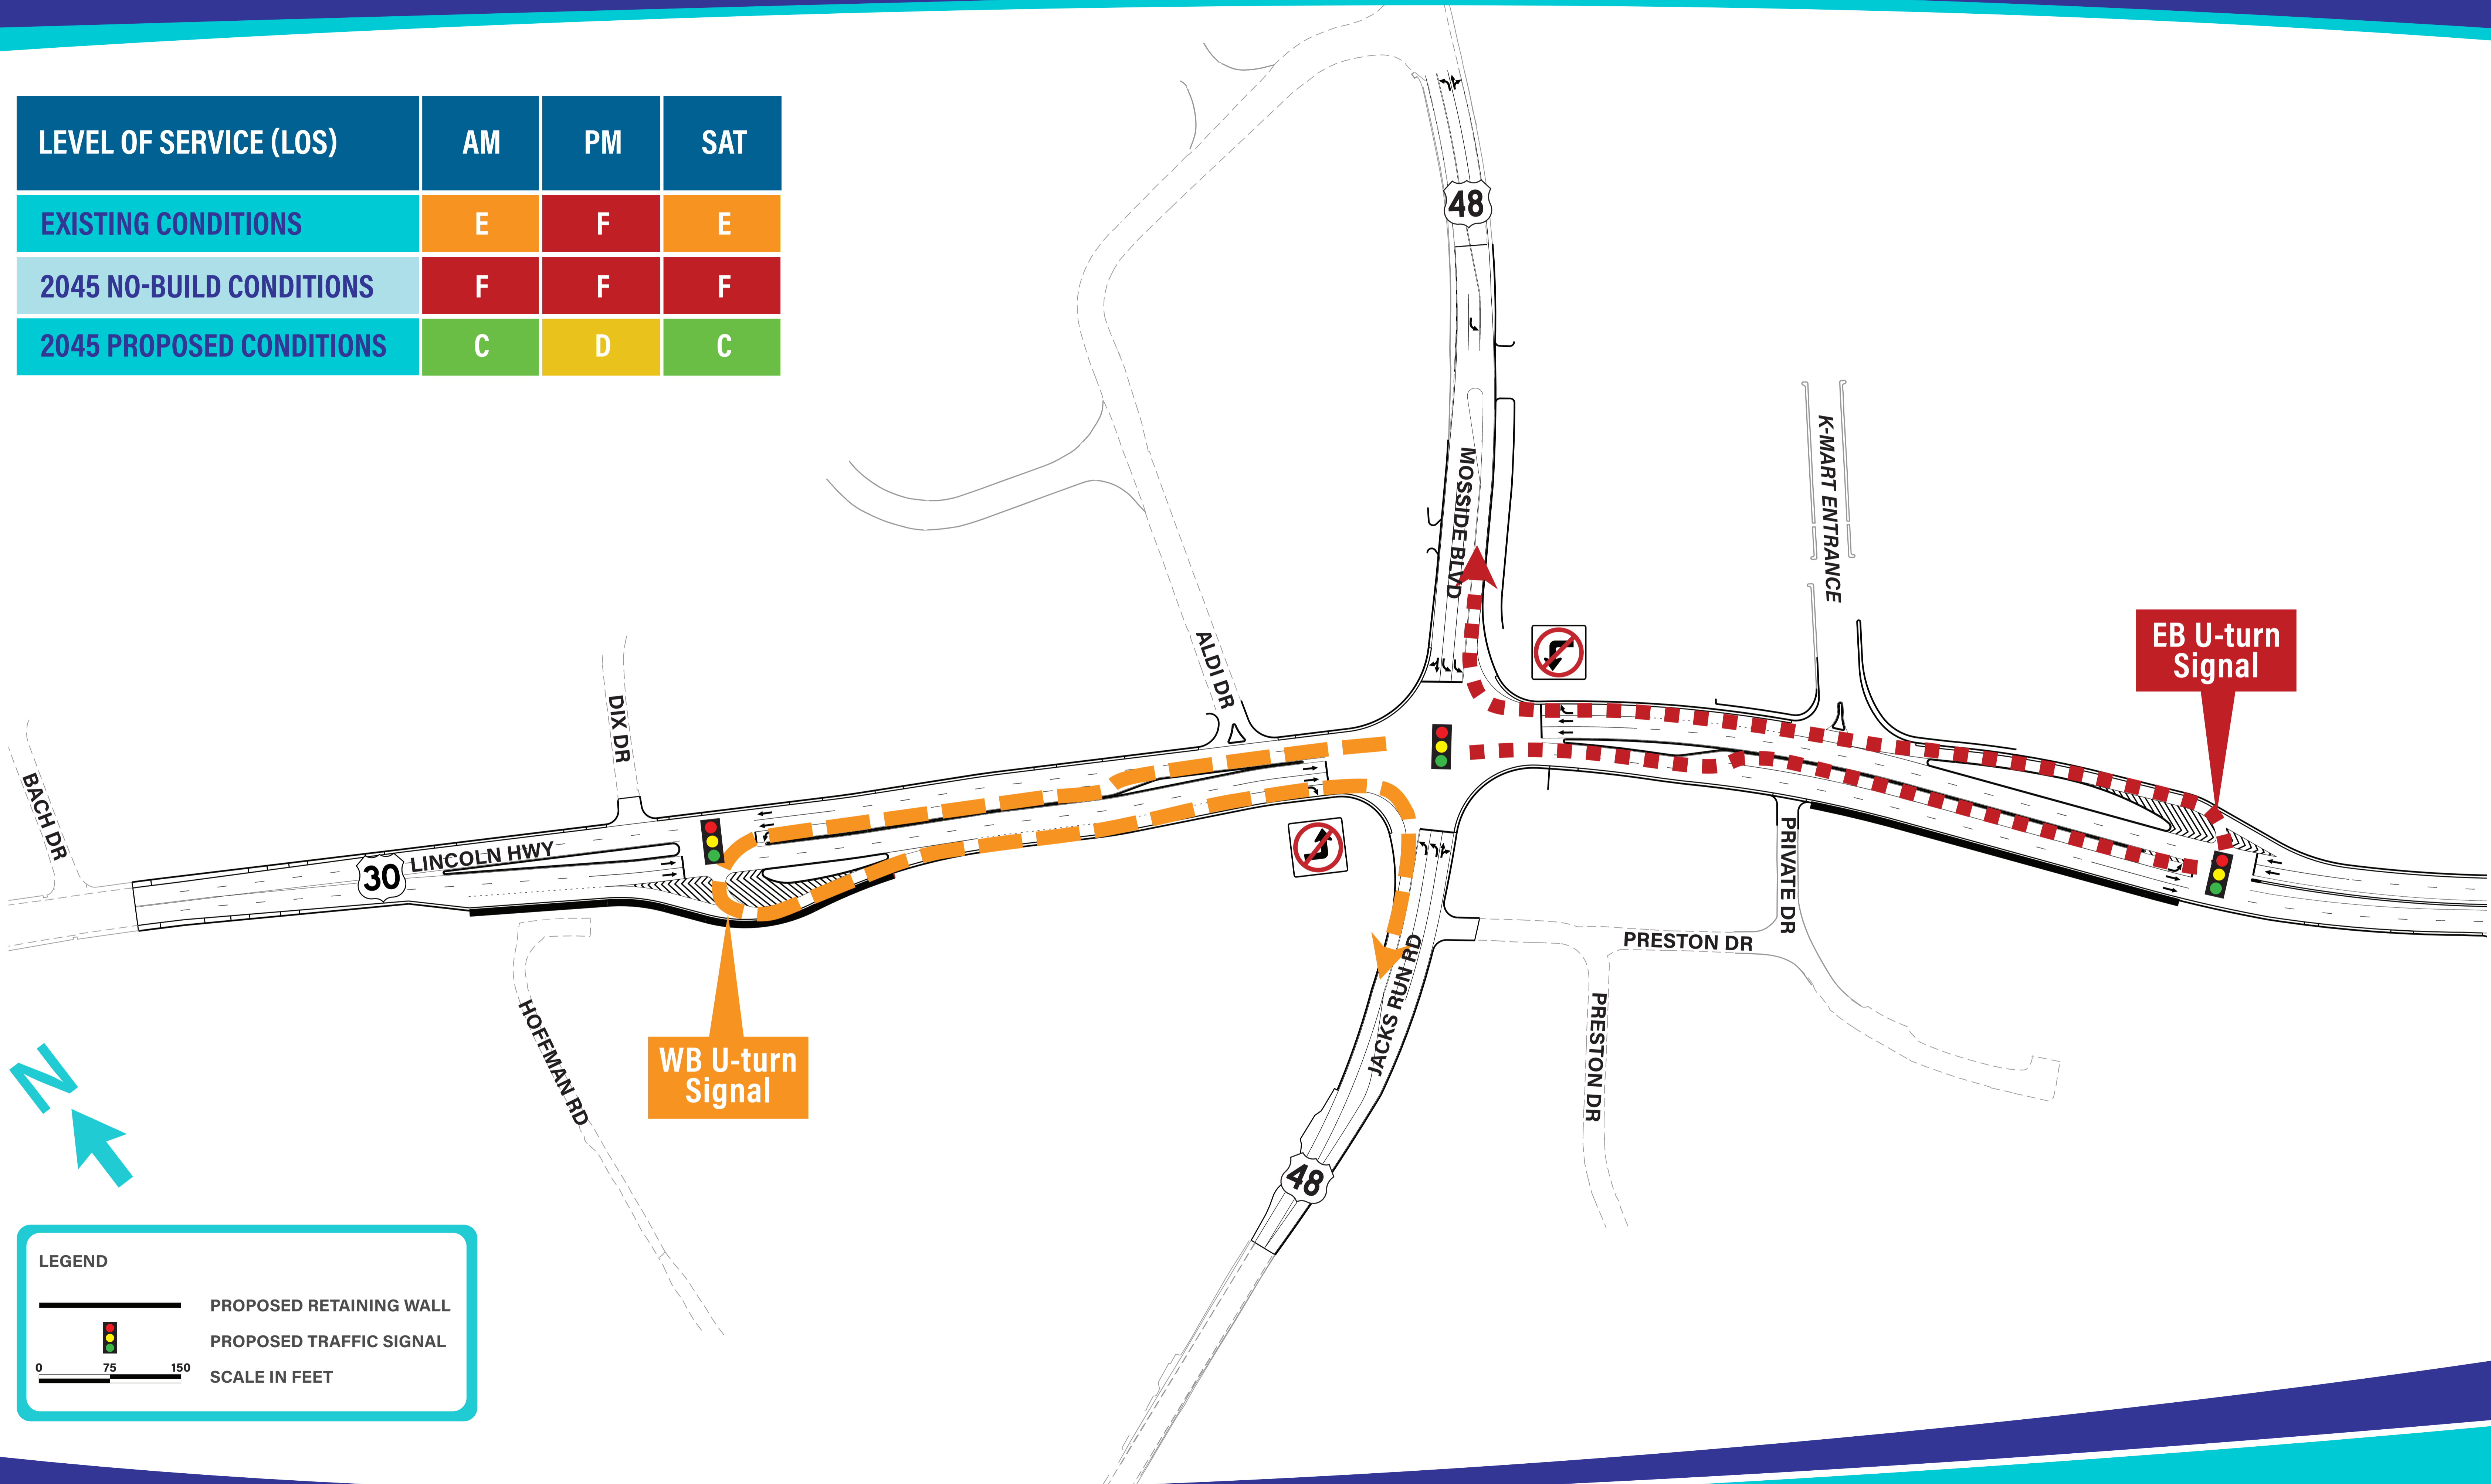 LEVEL OF SERVICE (LOS) AM PM SAT
EXISTING CONDITIONS E F E
2045 NO-BUILD CONDITIONS F F F
2045 PROPOSED CONDITIONS C D C
48
MOSSIDE BLVD
K-MART ENTRANCE
EB U-turn
Signal
ALDI DR
DIX DR
BACH DR
30
LINCOLN HWY
PRIVATE DR
PRESTON DR
PRESTON DR
JACKS RUN RD
HOFFMAN RD
WB U-turn
Signal
48
N
LEGEND
PROPOSED RETAINING WALL
PROPOSED TRAFFIC SIGNAL
0 75 150
SCALE IN FEET